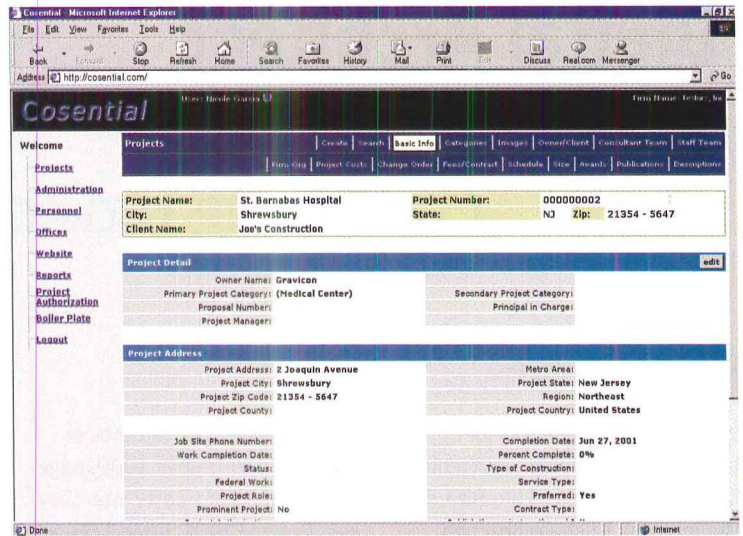 Cosential - Microsoft Internet Explorer
File Edit View Favorites Tools Help
Back Forward Stop Refresh Home Search Favorites History Mail Print Edit Discuss Real.com Messenger
Address http://cosential.com/ Go
Cosential User: Nicole Garcia Firm Name:
Welcome
Projects
Administration
Personnel
Offices
Website
Reports
Project Authorization
Boiler Plate
Logout
Projects Create Search Basic Info Categories Images Owner/Client Consultant Team Staff Team
Firm Org Project Costs Change Order Fees/Contract Schedule Size Awards Publications Descriptions
Project Name: St. Barnabas Hospital Project Number: 000000002
City: Shrewsbury State: NJ Zip: 21354 - 5647
Client Name: Joe's Construction
Project Detail edit
Owner Name: Gravicon
Primary Project Category: (Medical Center) Secondary Project Category:
Proposal Number: Principal in Charge:
Project Manager:
Project Address
Project Address: 2 Joaquin Avenue Metro Area:
Project City: Shrewsbury Project State: New Jersey
Project Zip Code: 21354 - 5647 Region: Northeast
Project County: Project Country: United States
Job Site Phone Number: Completion Date: Jun 27, 2001
Work Completion Date: Percent Complete: 0%
Status: Type of Construction:
Federal Work: Service Type:
Project Role: Preferred: Yes
Prominent Project: No Contract Type:
Done Internet